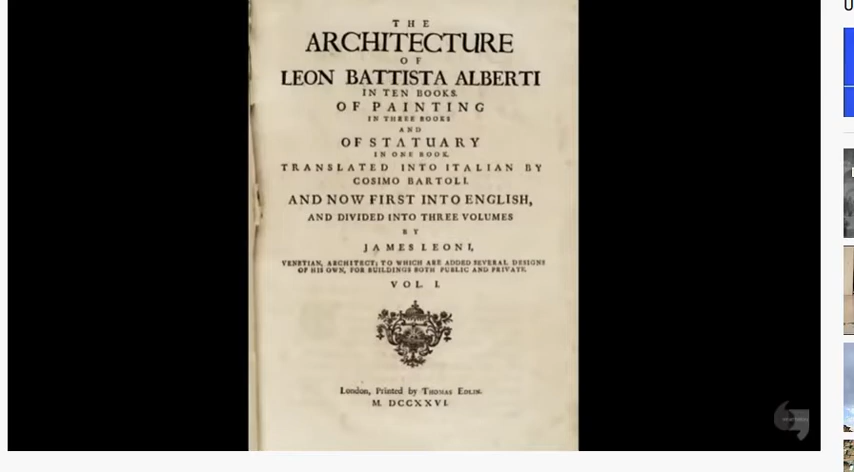 THE
ARCHITECTURE
OF
LEON BATTISTA ALBERTI
IN TEN BOOKS.
OF PAINTING
IN THREE BOOKS
AND
OF STATUARY
IN ONE BOOK.
TRANSLATED INTO ITALIAN BY
COSIMO BARTOLI.
AND NOW FIRST INTO ENGLISH,
AND DIVIDED INTO THREE VOLUMES
BY
JAMES LEONI,
VENETIAN, ARCHITECT; TO WHICH ARE ADDED SEVERAL DESIGNS
OF HIS OWN, FOR BUILDINGS BOTH PUBLIC AND PRIVATE.
VOL. I.
London, Printed by THOMAS EDLIN.
M. DCCXXVI.